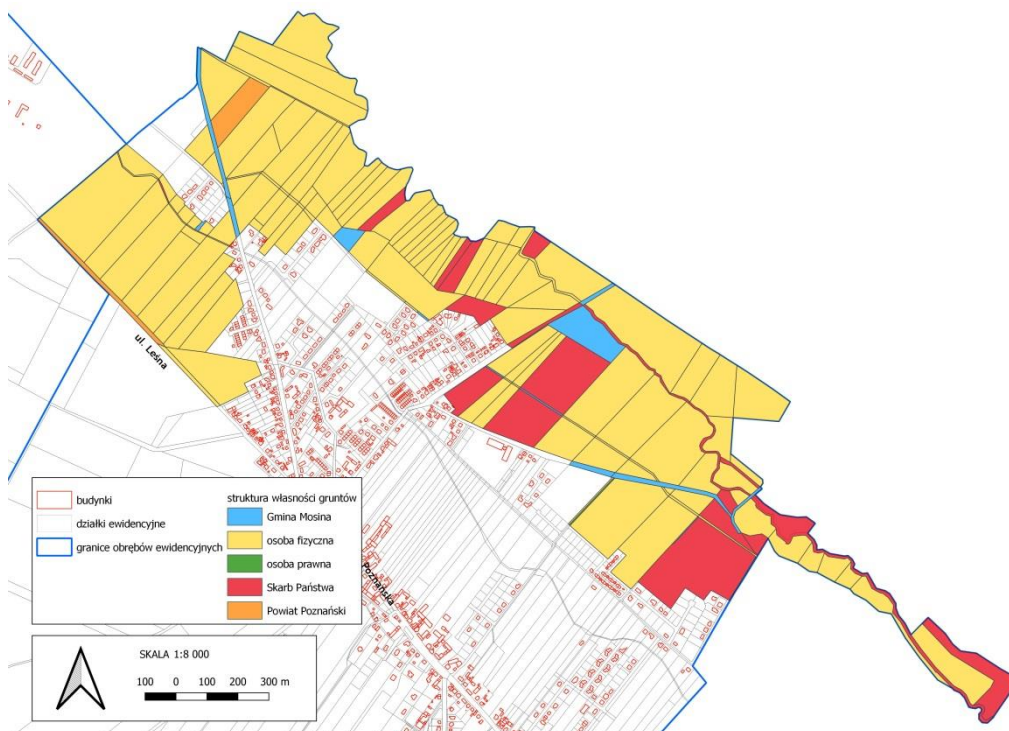 ul. Leśna
Poznańska
budynki
działki ewidencyjne
granice obrębów ewidencyjnych
struktura własności gruntów
Gmina Mosina
osoba fizyczna
osoba prawna
Skarb Państwa
Powiat Poznański
SKALA 1:8 000
100 0 100 200 300 m